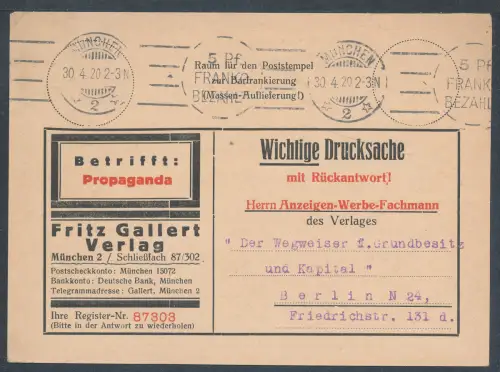 MÜNCHEN
30.4.20 2-3N
2
5 Pf
FRANKO
BEZAHLT
Raum für den Poststempel
zur Barfrankierung
(Massen-Auflieferung!)
MÜNCHEN
30.4.20 2-3N
2
5 Pf
FRANK
BEZAHL
Betrifft:
Propaganda
Fritz Gallert
Verlag
München 2 / Schließfach 87/302
Postscheckkonto: München 13072
Bankkonto: Deutsche Bank, München
Telegrammadresse: Gallert, München 2
Ihre Register-Nr. 87303
(Bitte in der Antwort zu wiederholen)
Wichtige Drucksache
mit Rückantwort!
Herrn Anzeigen-Werbe-Fachmann
des Verlages
" Der Wegweiser f.Grundbesitz
und Kapital "
Berlin N 24,
Friedrichstr. 131 d.